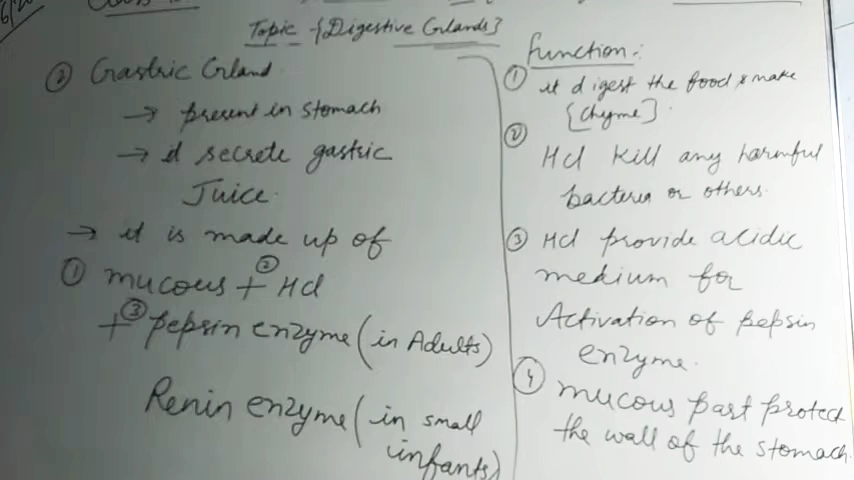 Topic {Digestive Glands}
② Gastric Gland
→ present in stomach
→ it secrete gastric
Juice.
→ it is made up of
① mucous + ② Hcl
+ ③ pepsin enzyme (in Adults)
Renin enzyme (in small
infants)
function :
① it digest the food & make
{chyme}.
② Hcl kill any harmful
bacteria or others.
③ Hcl provide acidic
medium for
Activation of pepsin
enzyme.
④ mucous part protect
the wall of the stomach.